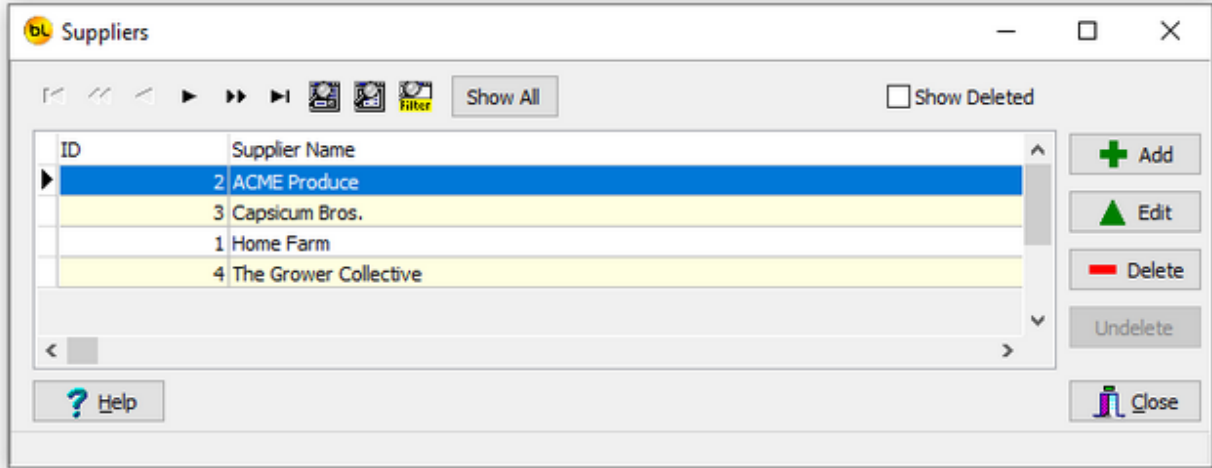 bL Suppliers
Filter Show All Show Deleted
ID Supplier Name
2 ACME Produce
3 Capsicum Bros.
1 Home Farm
4 The Grower Collective
Add
Edit
Delete
Undelete
? Help
Close